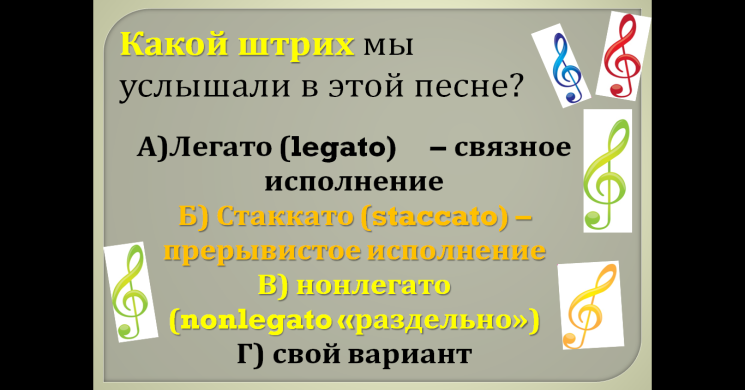 Какой штрих мы
услышали в этой песне?
А)Легато (legato) – связное
исполнение
Б) Стаккато (staccato) –
прерывистое исполнение
В) нонлегато
(nonlegato «раздельно»)
Г) свой вариант